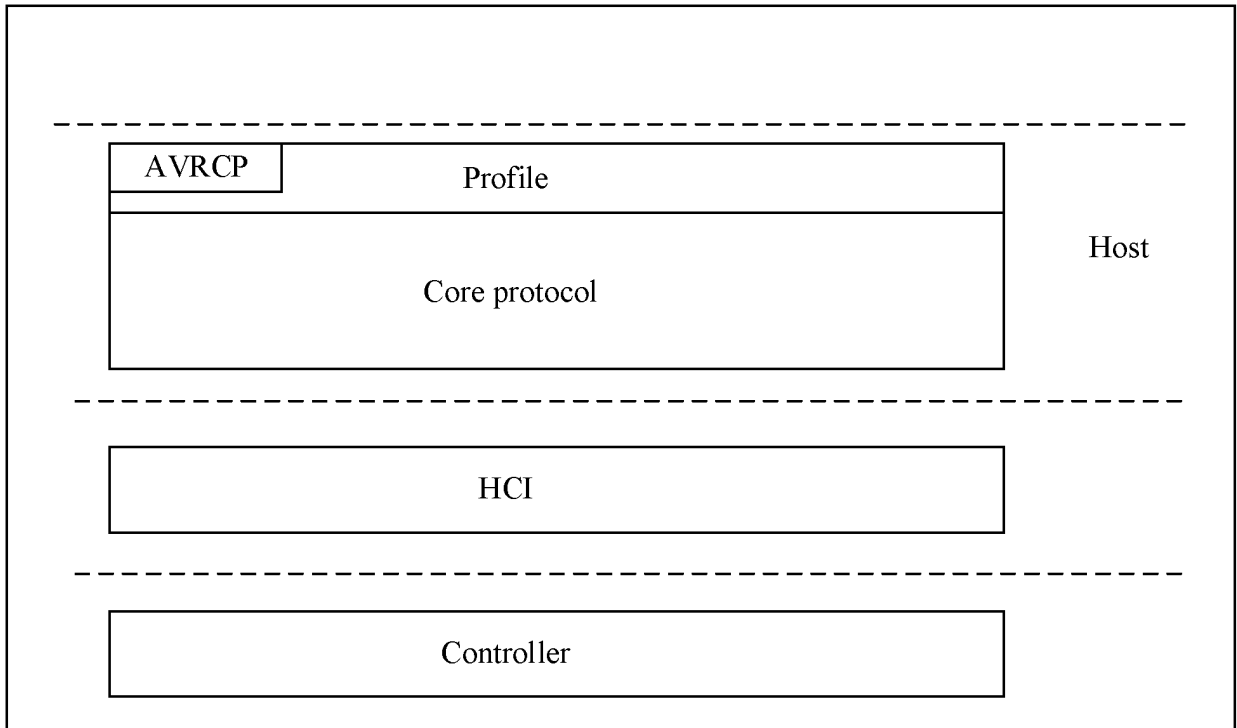 AVRCP
Profile
Host
Core protocol
HCI
Controller